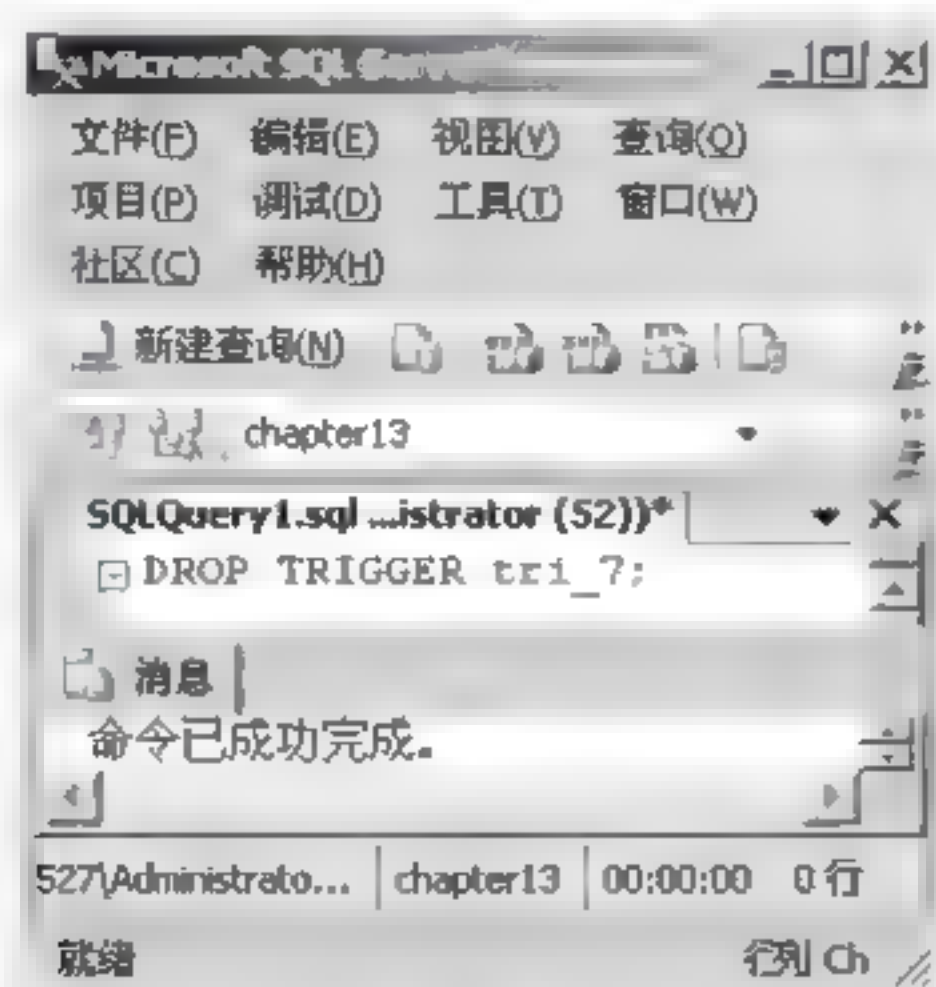 Microsoft SQL Server
文件(F) 编辑(E) 视图(V) 查询(Q)
项目(P) 调试(D) 工具(T) 窗口(W)
社区(C) 帮助(H)
新建查询(N)
chapter13
SQLQuery1.sql ...istrator (52))*
DROP TRIGGER tri_7;
消息
命令已成功完成。
527\Administrato... chapter13 00:00:00 0 行
就绪 行列 Ch